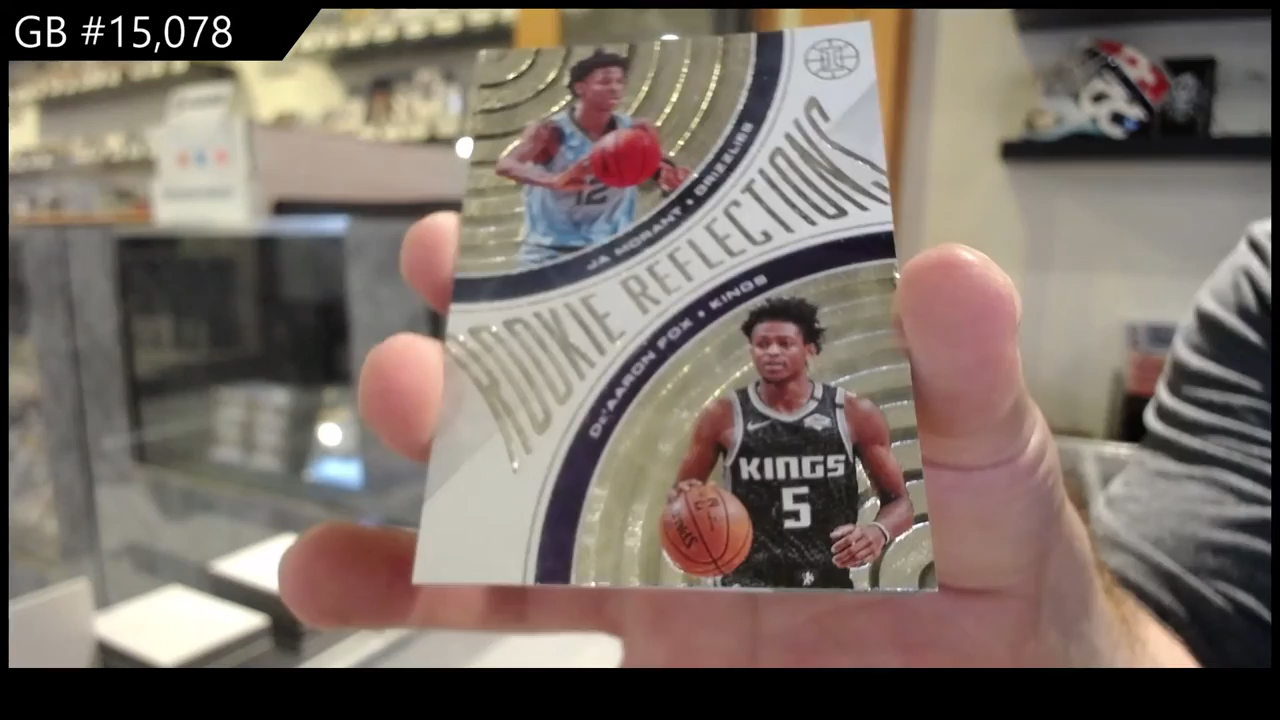 GB #15,078
12
JA MORANT • GRIZZLIES
ROOKIE REFLECTIONS
De'AARON FOX • KINGS
KINGS
5